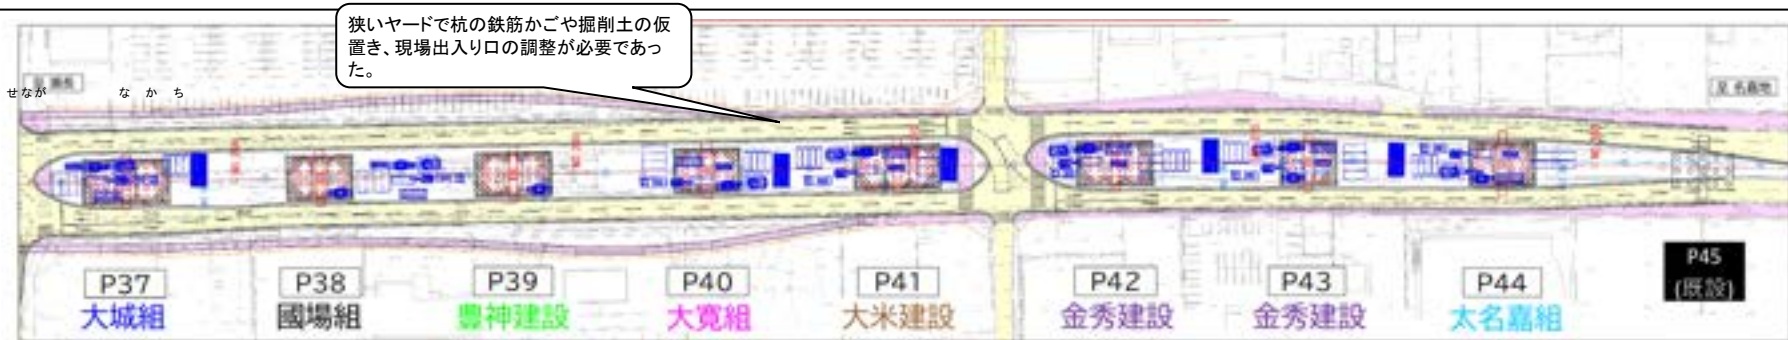 狭いヤードで杭の鉄筋かごや掘削土の仮
置き、現場出入り口の調整が必要であっ
た。
せなが
なかち
至 名嘉地
P37
大城組
P38
國場組
P39
豊神建設
P40
大寛組
P41
大米建設
P42
金秀建設
P43
金秀建設
P44
太名嘉組
P45
(既設)